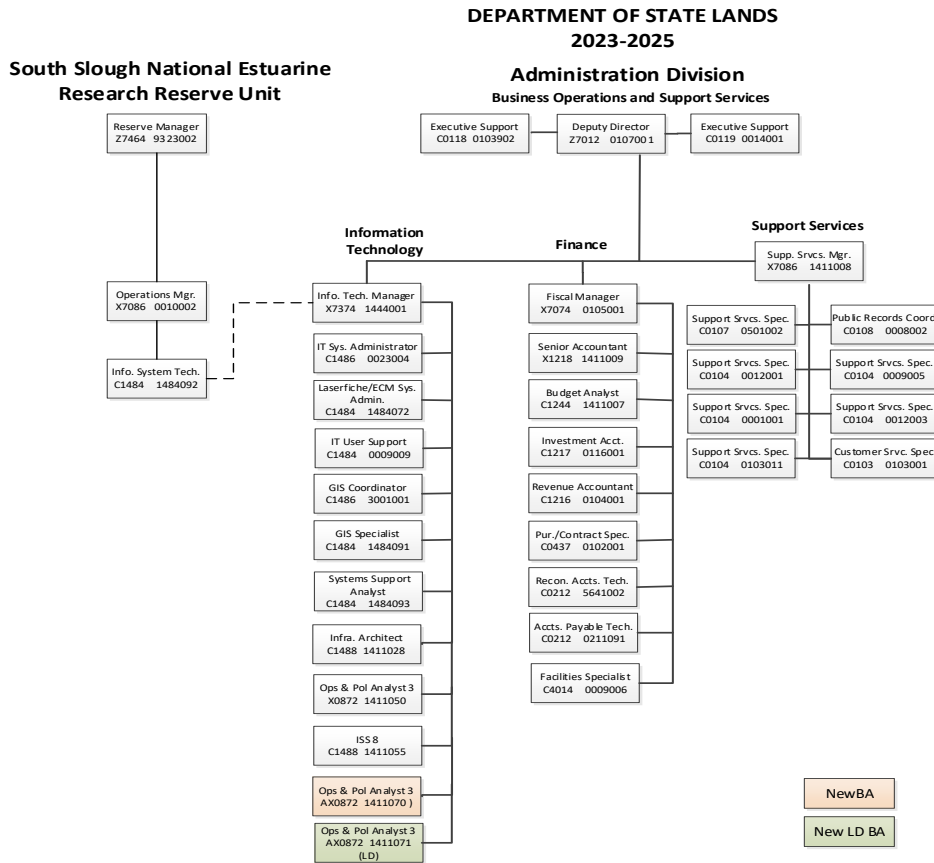 DEPARTMENT OF STATE LANDS
2023-2025
South Slough National Estuarine
Research Reserve Unit
Administration Division
Business Operations and Support Services
Reserve Manager
Z7464 9323002
Executive Support
C0118 0103902
Deputy Director
Z7012 0107001
Executive Support
C0119 0014001
Operations Mgr.
X7086 0010002
Info. System Tech.
C1484 1484092
Information
Technology
Info. Tech. Manager
X7374 1444001
IT Sys. Administrator
C1486 0023004
Laserfiche/ECM Sys.
Admin.
C1484 1484072
IT User Support
C1484 0009009
GIS Coordinator
C1486 3001001
GIS Specialist
C1484 1484091
Systems Support
Analyst
C1484 1484093
Infra. Architect
C1488 1411028
Ops & Pol Analyst 3
X0872 1411050
ISS 8
C1488 1411055
Ops & Pol Analyst 3
AX0872 1411070 )
Ops & Pol Analyst 3
AX0872 1411071
(LD)
Finance
Fiscal Manager
X7074 0105001
Senior Accountant
X1218 1411009
Budget Analyst
C1244 1411007
Investment Acct.
C1217 0116001
Revenue Accountant
C1216 0104001
Pur./Contract Spec.
C0437 0102001
Recon. Accts. Tech.
C0212 5641002
Accts. Payable Tech.
C0212 0211091
Facilities Specialist
C4014 0009006
Support Services
Supp. Srvcs. Mgr.
X7086 1411008
Support Srvcs. Spec.
C0107 0501002
Public Records Coord
C0108 0008002
Support Srvcs. Spec.
C0104 0012001
Support Srvcs. Spec.
C0104 0009005
Support Srvcs. Spec.
C0104 0001001
Support Srvcs. Spec.
C0104 0012003
Support Srvcs. Spec.
C0104 0103011
Customer Srvc. Spec
C0103 0103001
NewBA
New LD BA